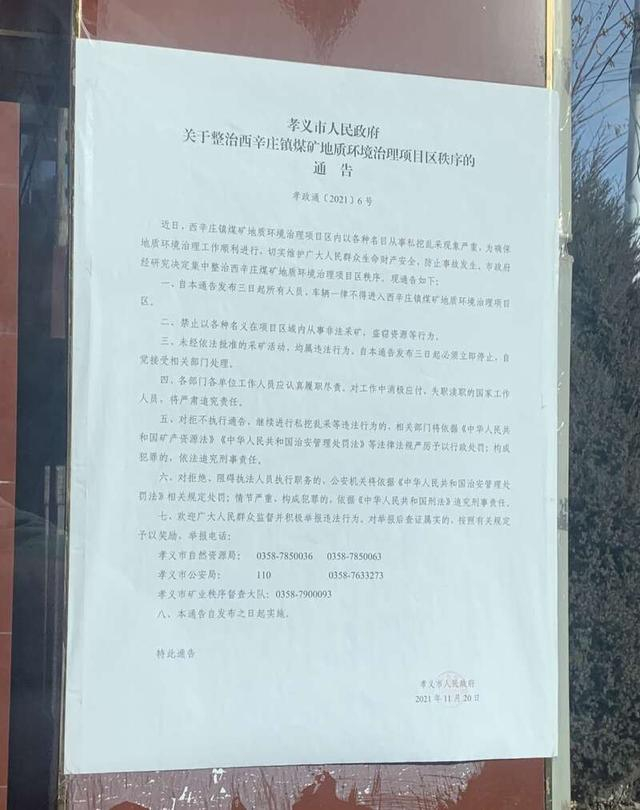 孝义市人民政府
关于整治西辛庄镇煤矿地质环境治理项目区秩序的
通 告
孝政通〔2021〕6号
近日，西辛庄镇煤矿地质环境治理项目区内以各种名目从事私挖乱采现象严重，为确保
地质环境治理工作顺利进行，切实维护广大人民群众生命财产安全，防止事故发生。市政府
经研究决定集中整治西辛庄煤矿地质环境治理项目区秩序。现通告如下：
一、自本通告发布三日起所有人员、车辆一律不得进入西辛庄镇煤矿地质环境治理项目
区。
二、禁止以各种名义在项目区域内从事非法采矿，盗窃资源等行为。
三、未经依法批准的采矿活动，均属违法行为。自本通告发布三日起必须立即停止，自
觉接受相关部门处理。
四、各部门各单位工作人员应认真履职尽责。对工作中消极应付、失职渎职的国家工作
人员，将严肃追究责任。
五、对拒不执行通告、继续进行私挖乱采等违法行为的，相关部门将依据《中华人民共
和国矿产资源法》《中华人民共和国治安管理处罚法》等法律法规严厉予以行政处罚；构成
犯罪的，依法追究刑事责任。
六、对拒绝、阻碍执法人员执行职务的，公安机关将依据《中华人民共和国治安管理处
罚法》相关规定处罚；情节严重，构成犯罪的，依据《中华人民共和国刑法》追究刑事责任。
七、欢迎广大人民群众监督并积极举报违法行为。对举报后查证属实的，按照有关规定
予以奖励。举报电话：
孝义市自然资源局： 0358-7850036 0358-7850063
孝义市公安局： 110 0358-7633273
孝义市矿业秩序督查大队：0358-7900093
八、本通告自发布之日起实施。
特此通告
孝义市人民政府
2021年11月20日